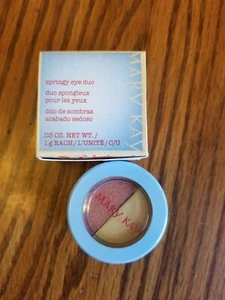 springy eye duo
duo spongieux
pour les yeux
dúo de sombras
acabado sedoso
.03 OZ. NET WT./
1 g EACH / L'UNITÉ / C/U
MARY KAY
MARY KAY